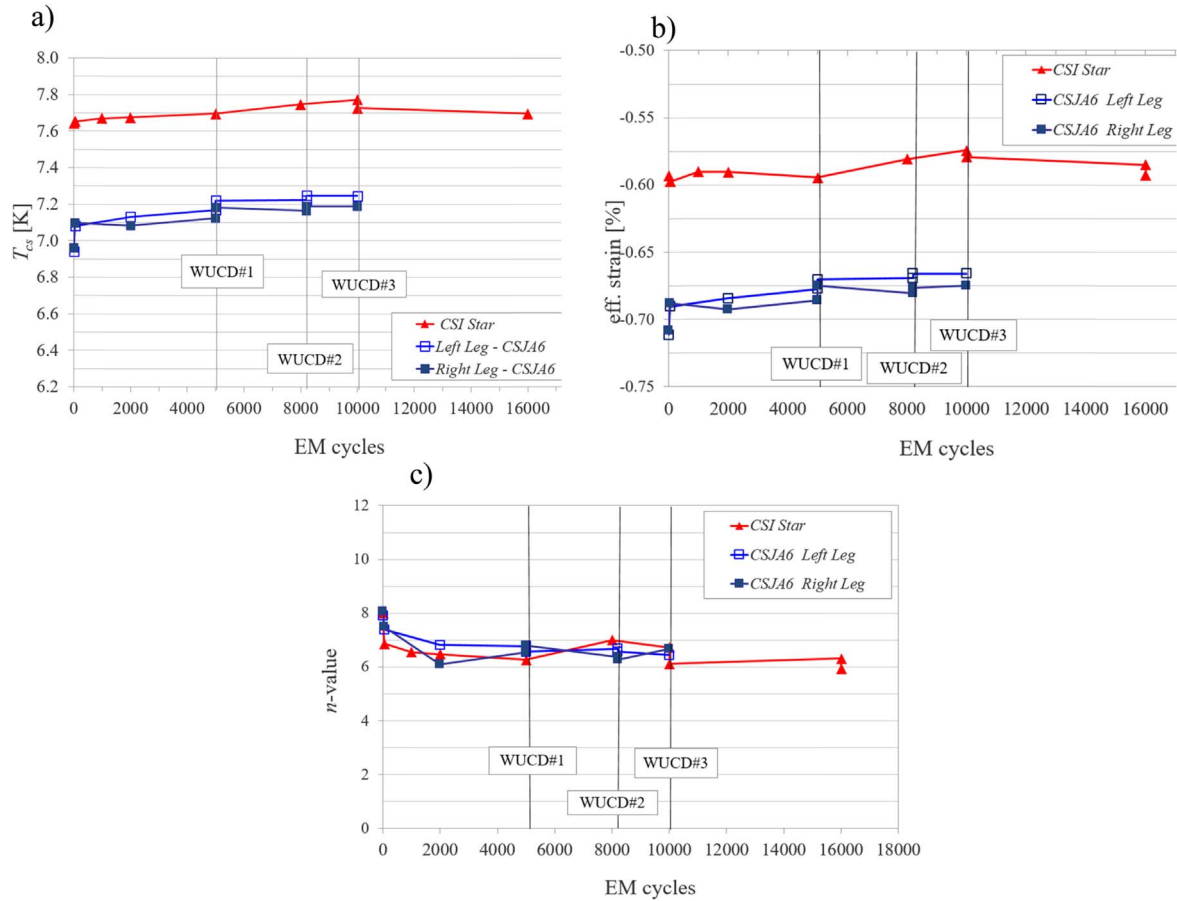 a)
8.0
7.8
7.6
7.4
7.2
7.0
6.8
6.6
6.4
6.2
T_cs [K]
WUCD#1
WUCD#3
WUCD#2
CSI Star
Left Leg - CSJA6
Right Leg - CSJA6
0 2000 4000 6000 8000 10000 12000 14000 16000
EM cycles
b)
-0.50
-0.55
-0.60
-0.65
-0.70
-0.75
eff. strain [%]
CSI Star
CSJA6 Left Leg
CSJA6 Right Leg
WUCD#3
WUCD#1
WUCD#2
0 2000 4000 6000 8000 10000 12000 14000 16000
EM cycles
c)
12
10
8
6
4
2
0
n-value
CSI Star
CSJA6 Left Leg
CSJA6 Right Leg
WUCD#1
WUCD#3
WUCD#2
0 2000 4000 6000 8000 10000 12000 14000 16000 18000
EM cycles